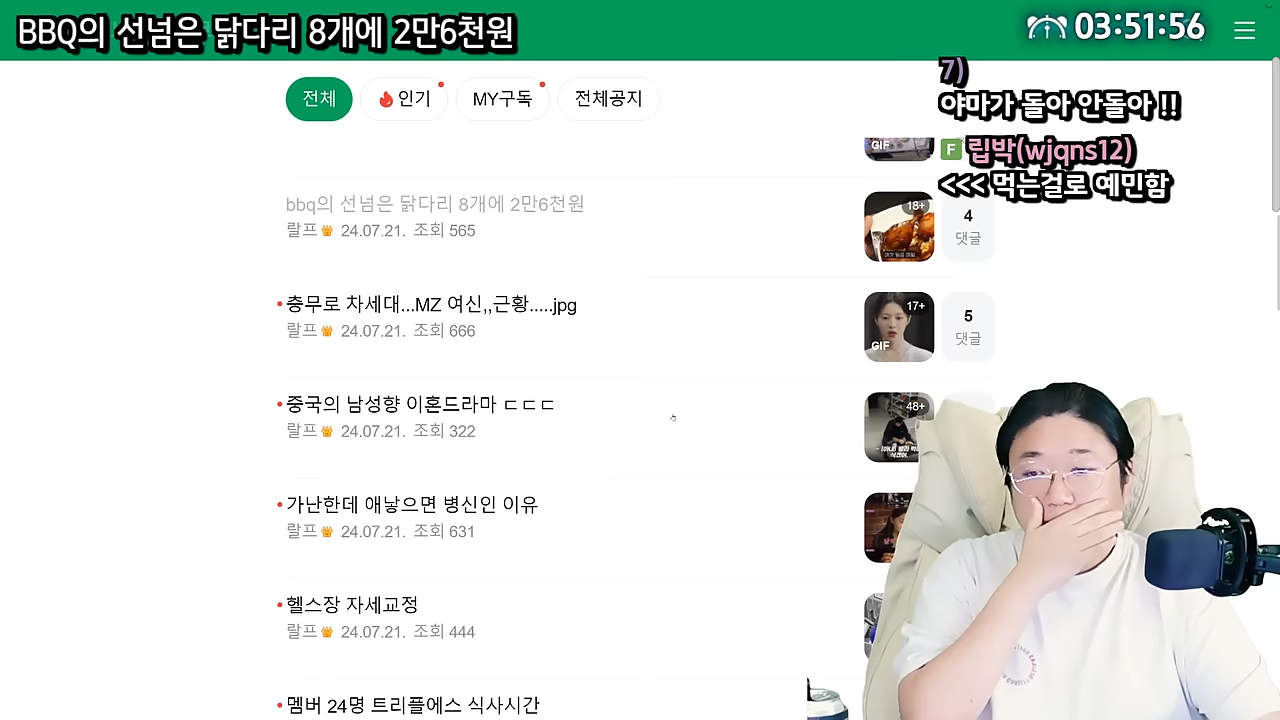 BBQ의 선넘은 닭다리 8개에 2만6천원
03:51:56
전체
인기
MY구독
전체공지
7)
야마가 돌아 안돌아 !!
F 립박(wjqns12)
<<< 먹는걸로 예민함
GIF
bbq의 선넘은 닭다리 8개에 2만6천원
랄프 24.07.21. 조회 565
18+
4
댓글
충무로 차세대...MZ 여신,,근황.....jpg
랄프 24.07.21. 조회 666
17+
GIF
5
댓글
중국의 남성향 이혼드라마 ㄷㄷㄷ
랄프 24.07.21. 조회 322
48+
가난한데 애낳으면 병신인 이유
랄프 24.07.21. 조회 631
헬스장 자세교정
랄프 24.07.21. 조회 444
멤버 24명 트리플에스 식사시간